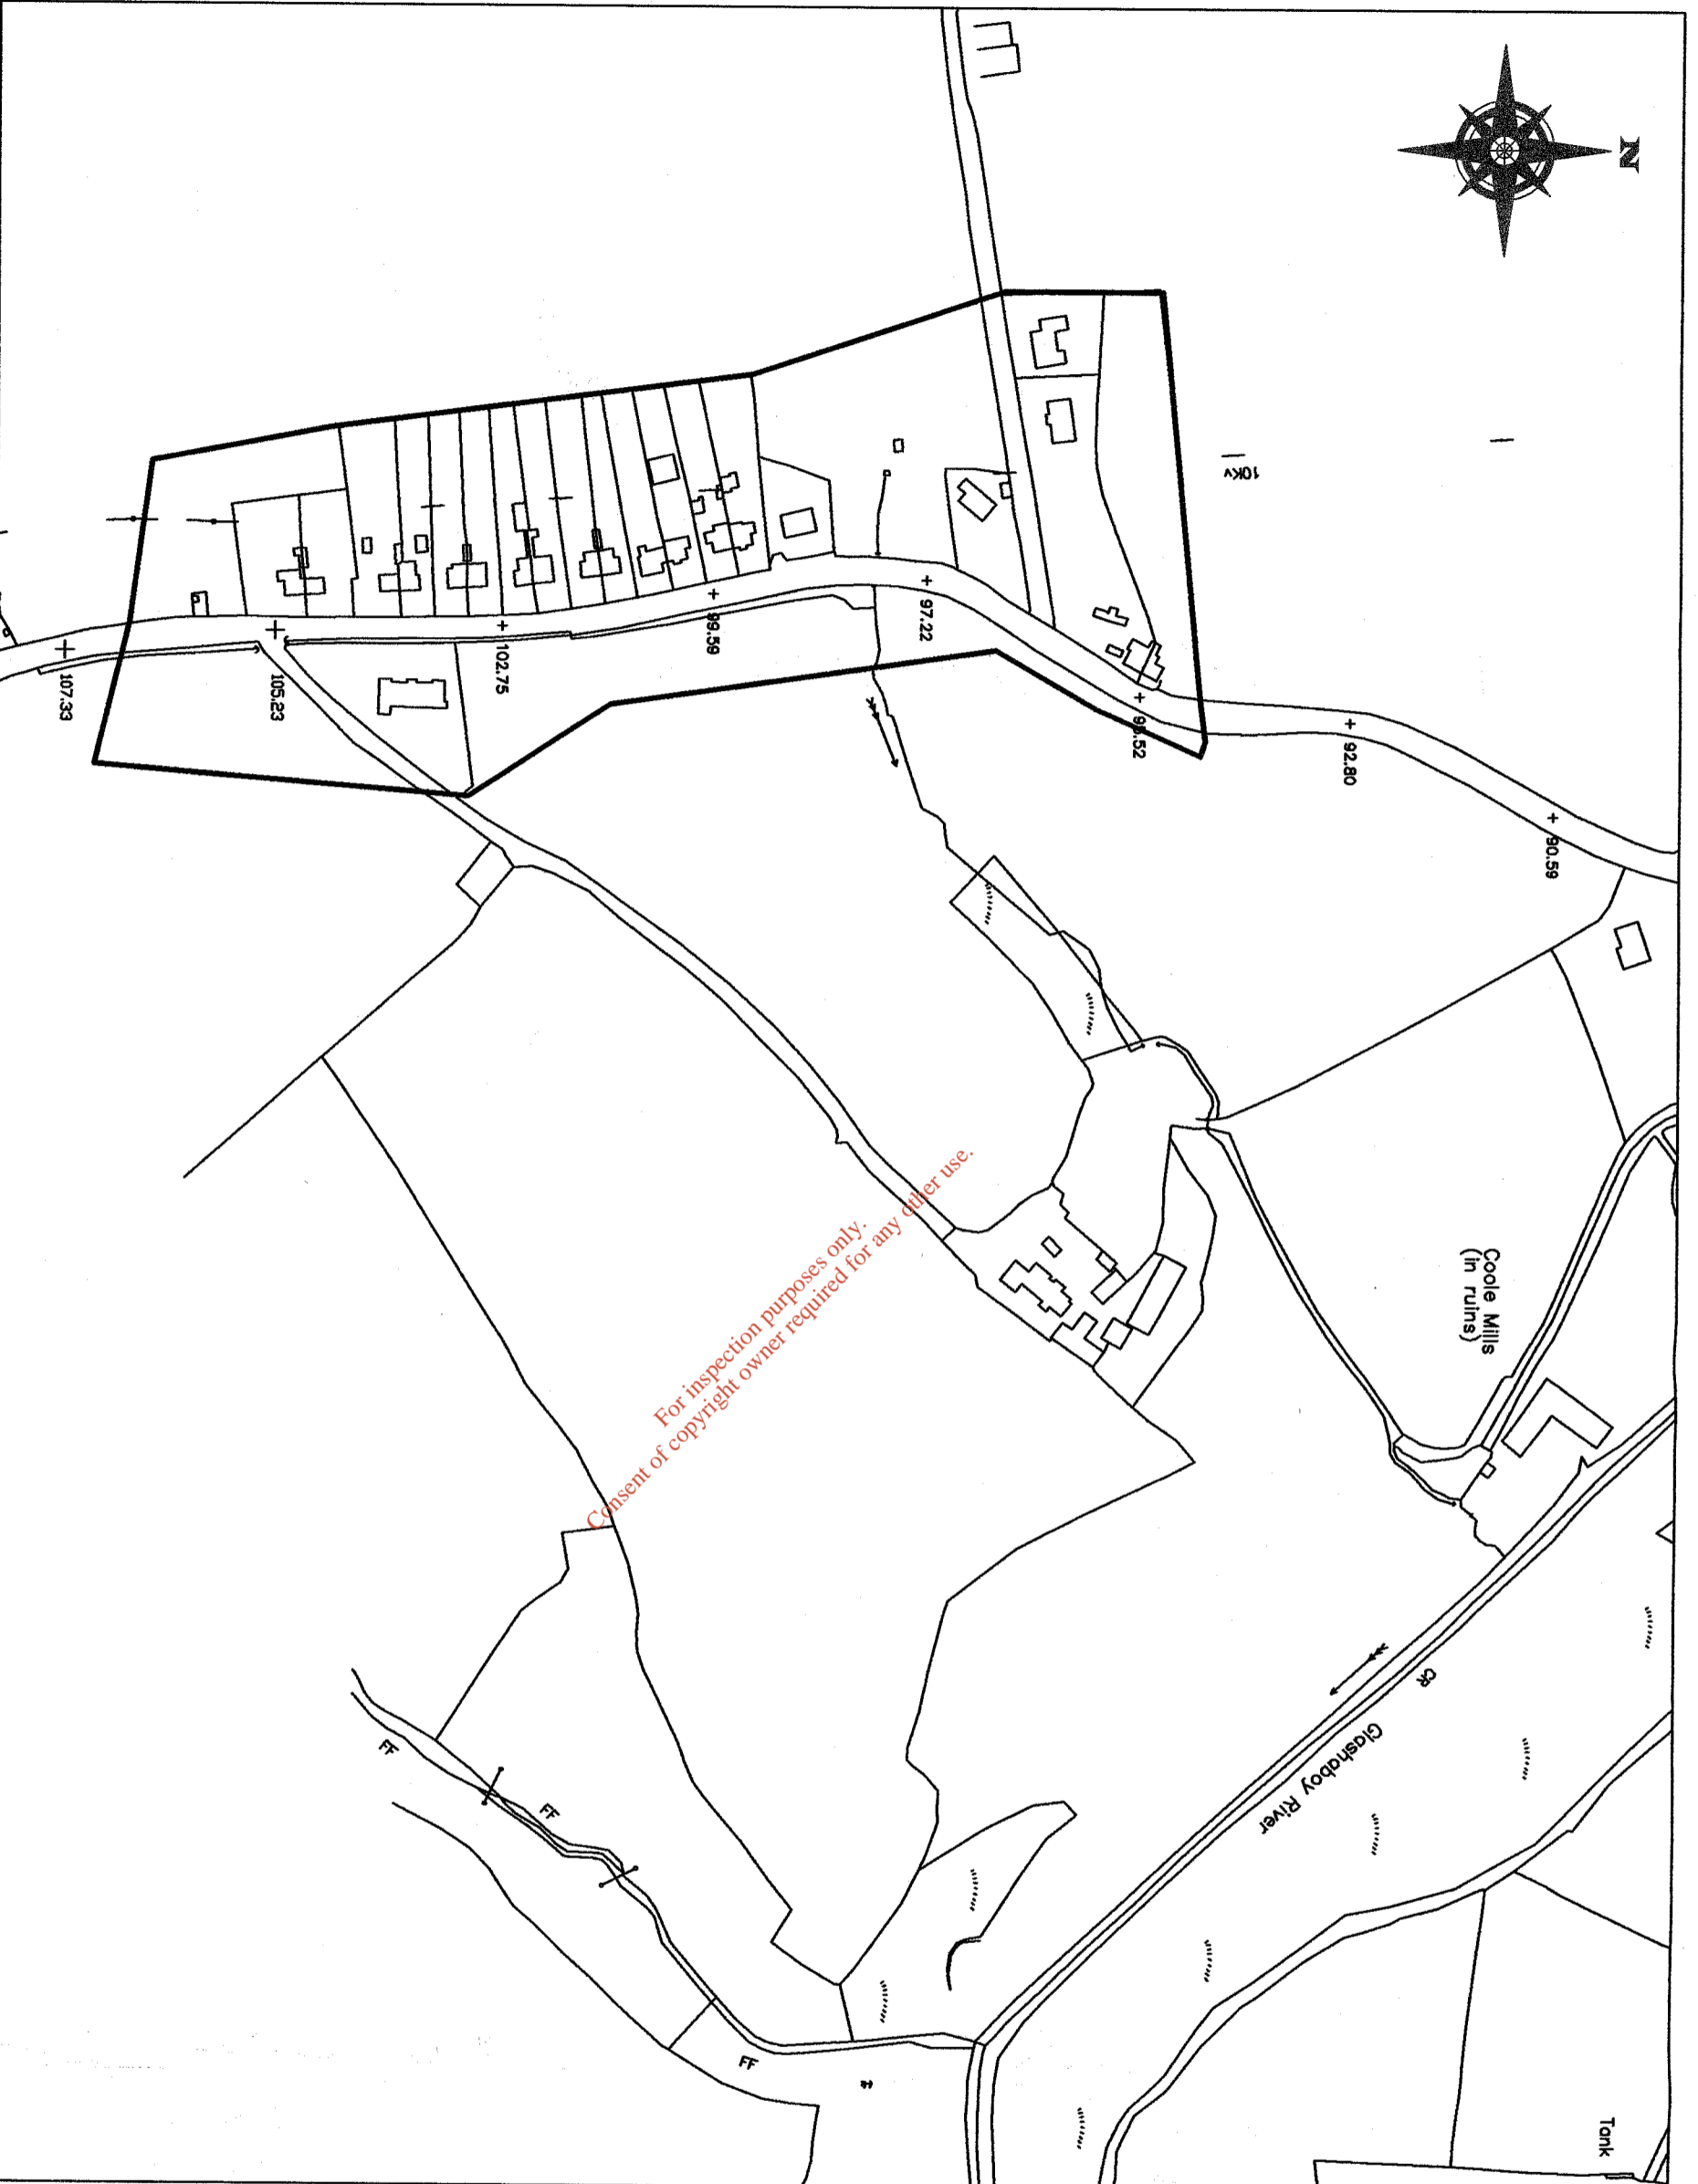 N
10Kv
90.59
92.80
9
.52
97.22
99.59
102.75
105.23
107.33
Coole Mills
(in ruins)
CR
Glashaboy River
FF
FF
FF
Tank
For inspection purposes only.
Consent of copyright owner required for any other use.